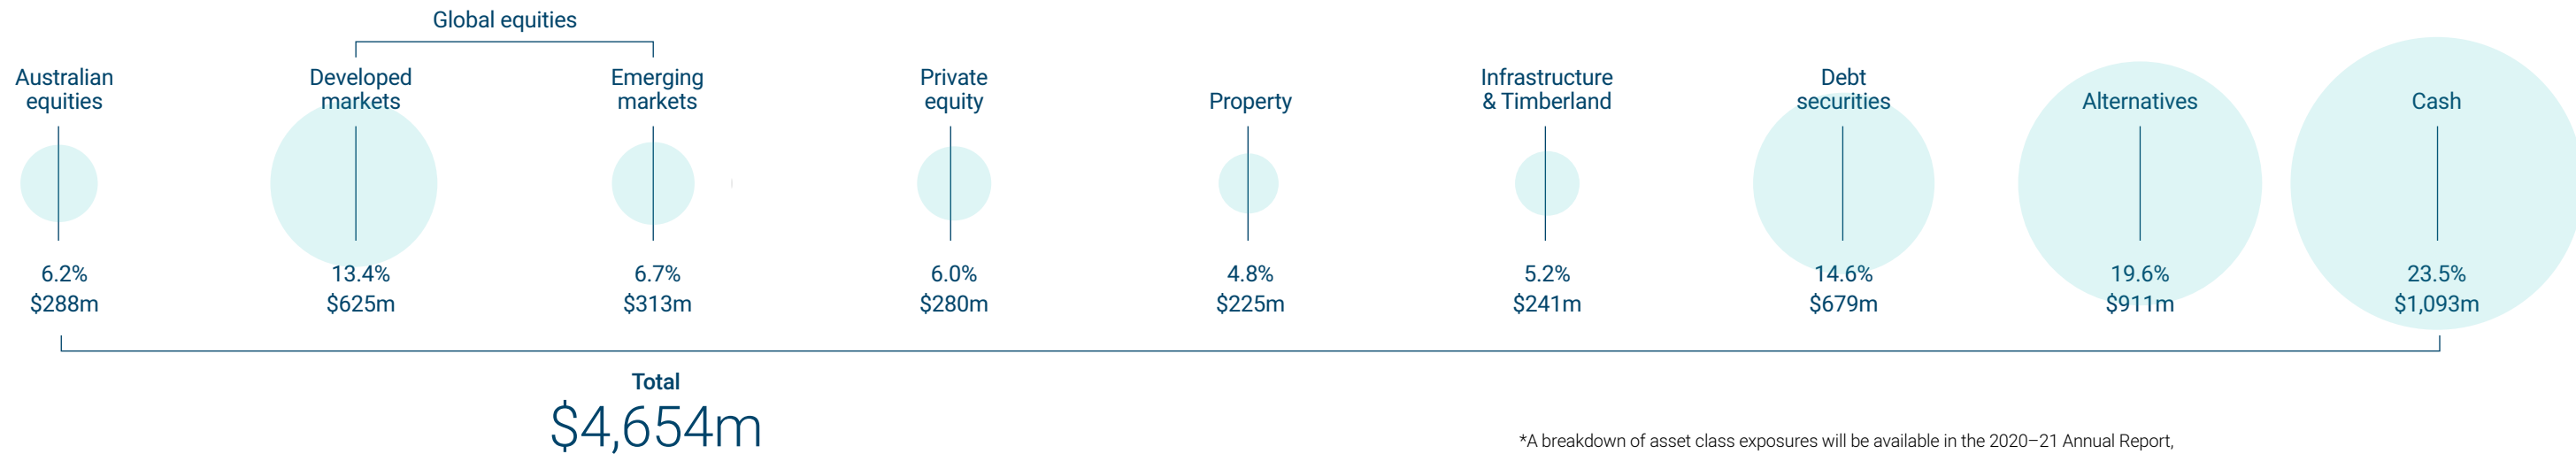 Global equities
Australian
equities
Developed
markets
Emerging
markets
Private
equity
Property
Infrastructure
& Timberland
Debt
securities
Alternatives
Cash
6.2%
$288m
13.4%
$625m
6.7%
$313m
6.0%
$280m
4.8%
$225m
5.2%
$241m
14.6%
$679m
19.6%
$911m
23.5%
$1,093m
Total
$4,654m
*A breakdown of asset class exposures will be available in the 2020–21 Annual Report,